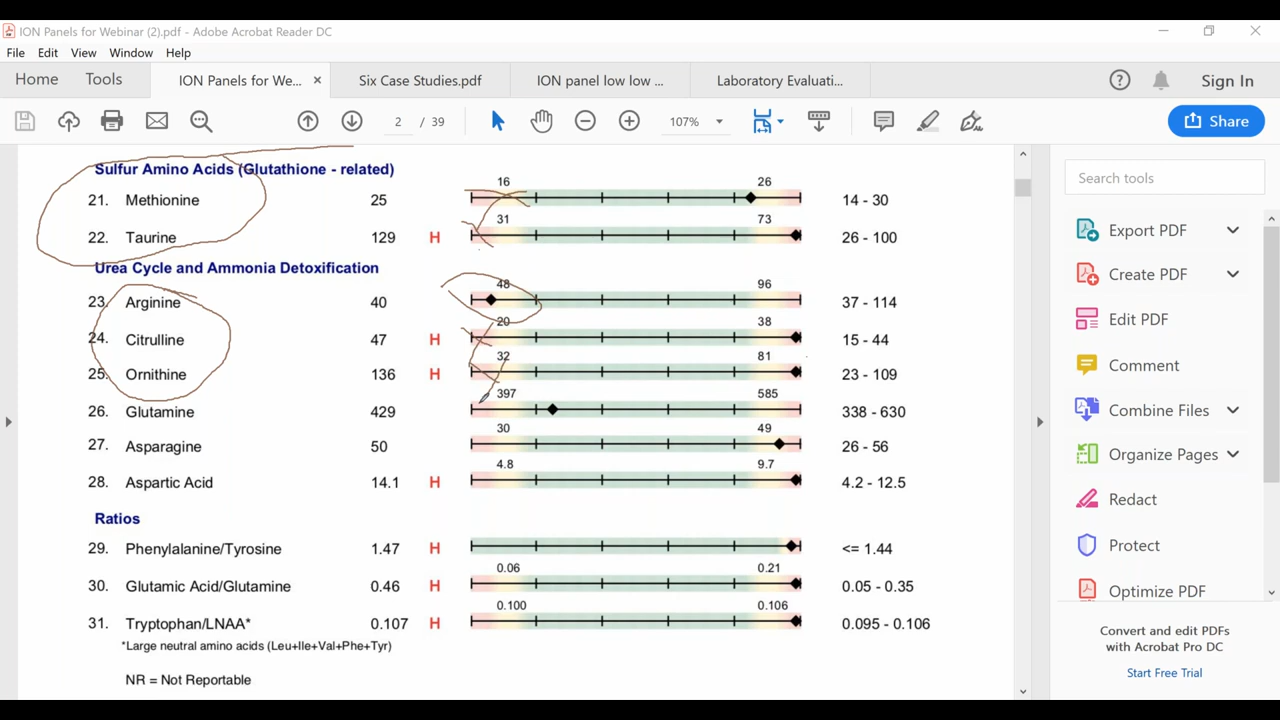 ION Panels for Webinar (2).pdf - Adobe Acrobat Reader DC
File Edit View Window Help
Home Tools ION Panels for We... × Six Case Studies.pdf ION panel low low ... Laboratory Evaluati... Sign In
2 / 39 107% Share
Sulfur Amino Acids (Glutathione - related)
16 26
21. Methionine 25 14 - 30
31 73
22. Taurine 129 H 26 - 100
Urea Cycle and Ammonia Detoxification
48 96
23. Arginine 40 37 - 114
20 38
24. Citrulline 47 H 15 - 44
32 81
25. Ornithine 136 H 23 - 109
397 585
26. Glutamine 429 338 - 630
30 49
27. Asparagine 50 26 - 56
4.8 9.7
28. Aspartic Acid 14.1 H 4.2 - 12.5
Ratios
29. Phenylalanine/Tyrosine 1.47 H <= 1.44
0.06 0.21
30. Glutamic Acid/Glutamine 0.46 H 0.05 - 0.35
0.100 0.106
31. Tryptophan/LNAA* 0.107 H 0.095 - 0.106
*Large neutral amino acids (Leu+Ile+Val+Phe+Tyr)
NR = Not Reportable
Search tools
Export PDF
Create PDF
Edit PDF
Comment
Combine Files
Organize Pages
Redact
Protect
Optimize PDF
Convert and edit PDFs
with Acrobat Pro DC
Start Free Trial